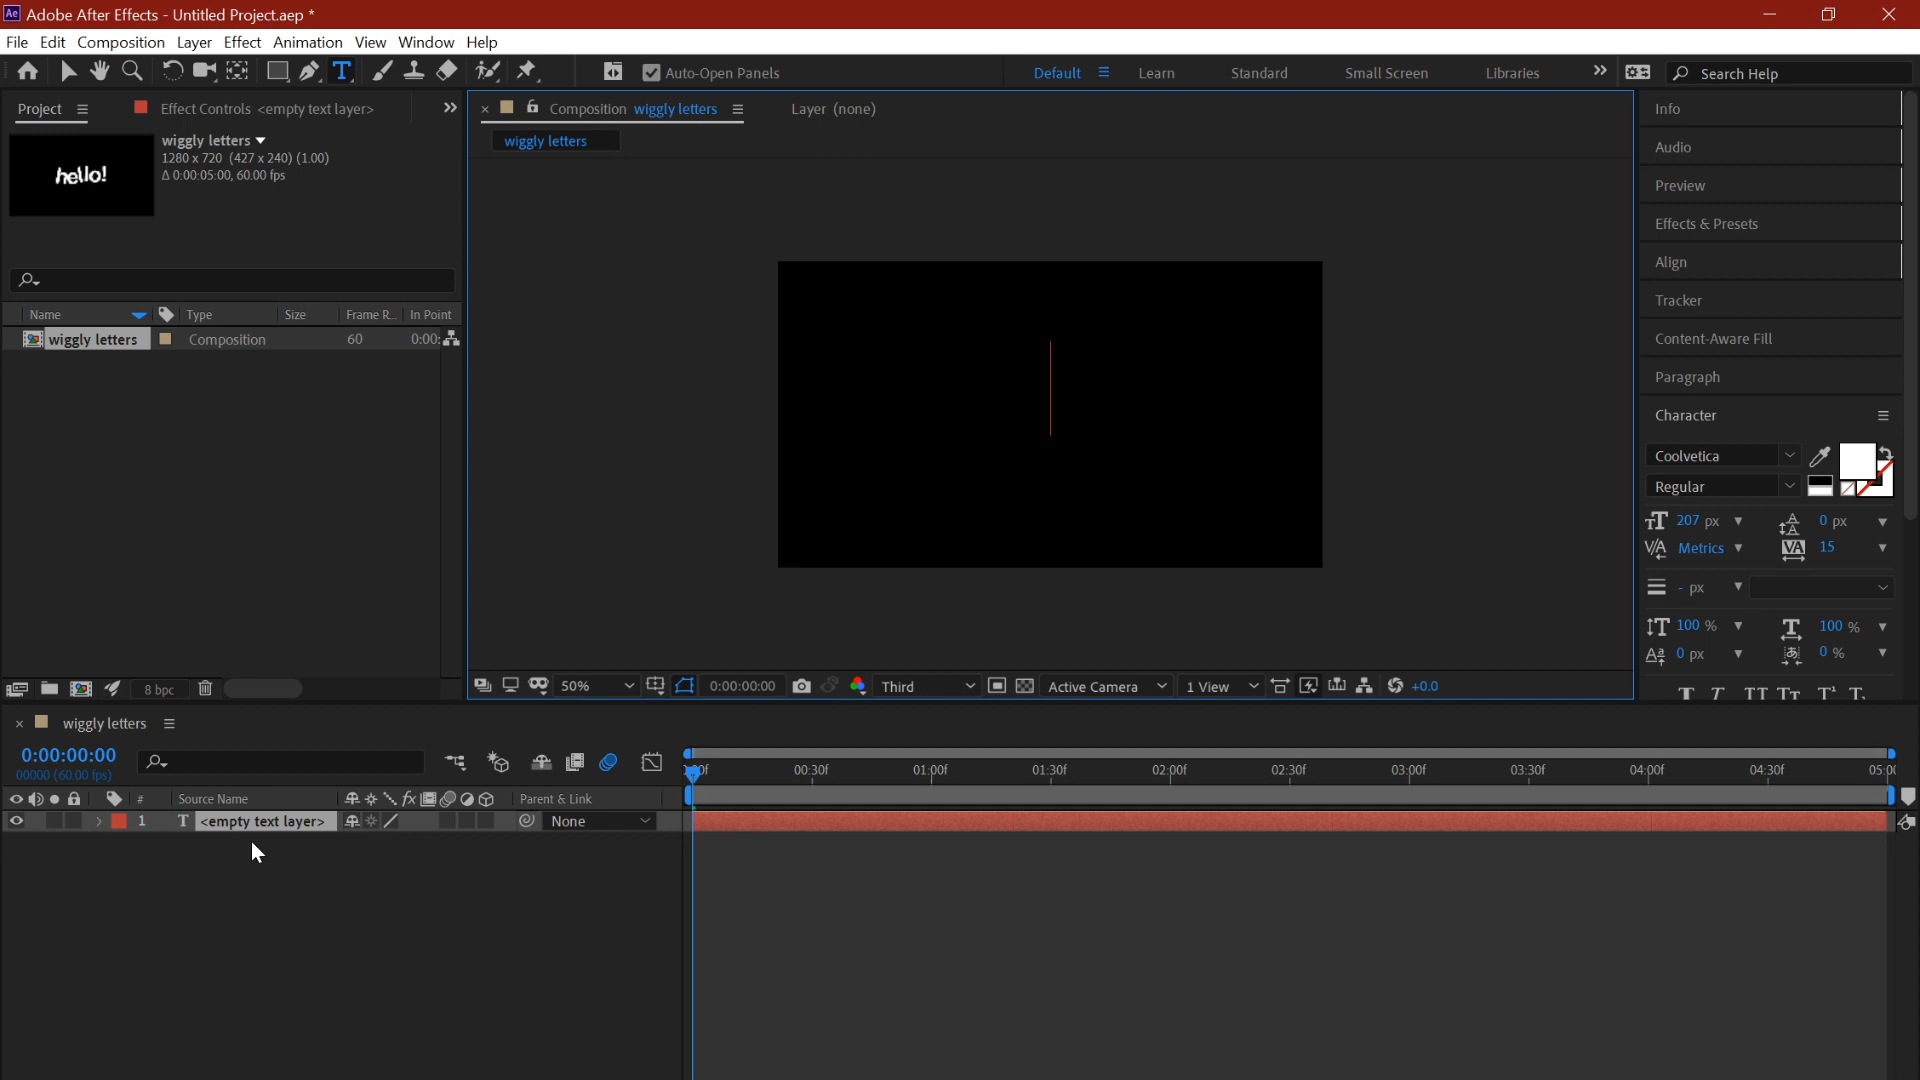 Ae Adobe After Effects - Untitled Project.aep *
File Edit Composition Layer Effect Animation View Window Help
Auto-Open Panels
Default Learn Standard Small Screen Libraries
Search Help
Project
Effect Controls <empty text layer>
Composition wiggly letters
Layer (none)
wiggly letters
hello!
wiggly letters
1280 x 720 (427 x 240) (1.00)
Δ 0:00:05:00, 60.00 fps
Name Type Size Frame R... In Point
wiggly letters Composition 60 0:00:
8 bpc
50% 0:00:00:00 Third Active Camera 1 View +0.0
Info
Audio
Preview
Effects & Presets
Align
Tracker
Content-Aware Fill
Paragraph
Character
Coolvetica
Regular
207 px 0 px
Metrics 15
- px
100 % 100 %
0 px 0 %
wiggly letters
0:00:00:00
00000 (60.00 fps)
00:30f 01:00f 01:30f 02:00f 02:30f 03:00f 03:30f 04:00f 04:30f 05:00
# Source Name Parent & Link
1 T <empty text layer> None